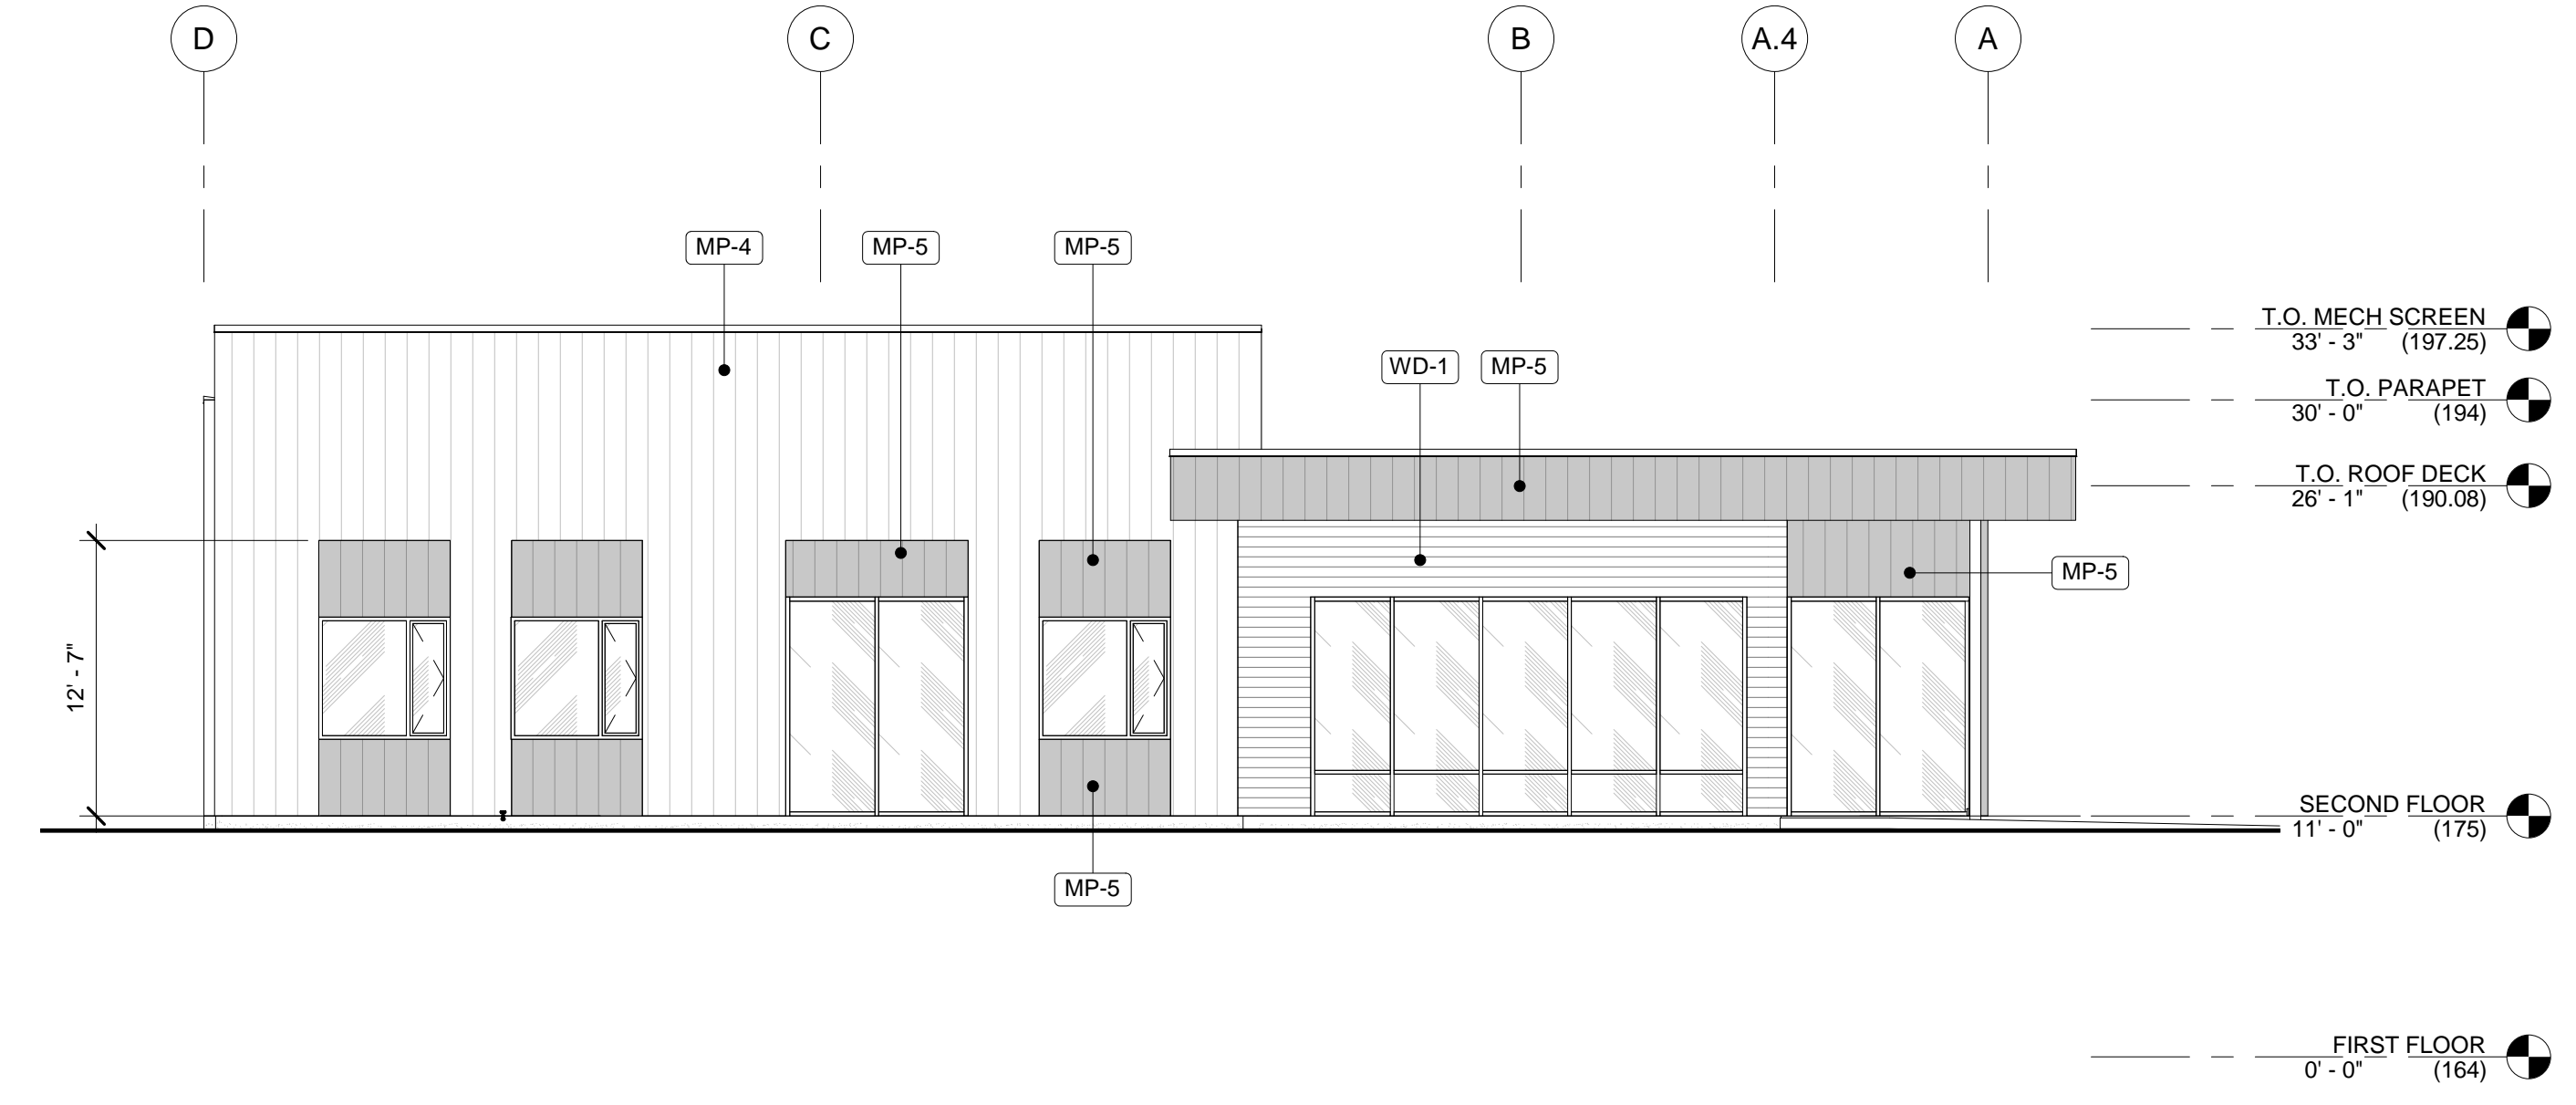 D
C
B
A.4
A
MP-4
MP-5
MP-5
T.O. MECH SCREEN
33' - 3" (197.25)
WD-1
MP-5
T.O. PARAPET
30' - 0" (194)
T.O. ROOF DECK
26' - 1" (190.08)
MP-5
12' - 7"
SECOND FLOOR
11' - 0" (175)
MP-5
FIRST FLOOR
0' - 0" (164)